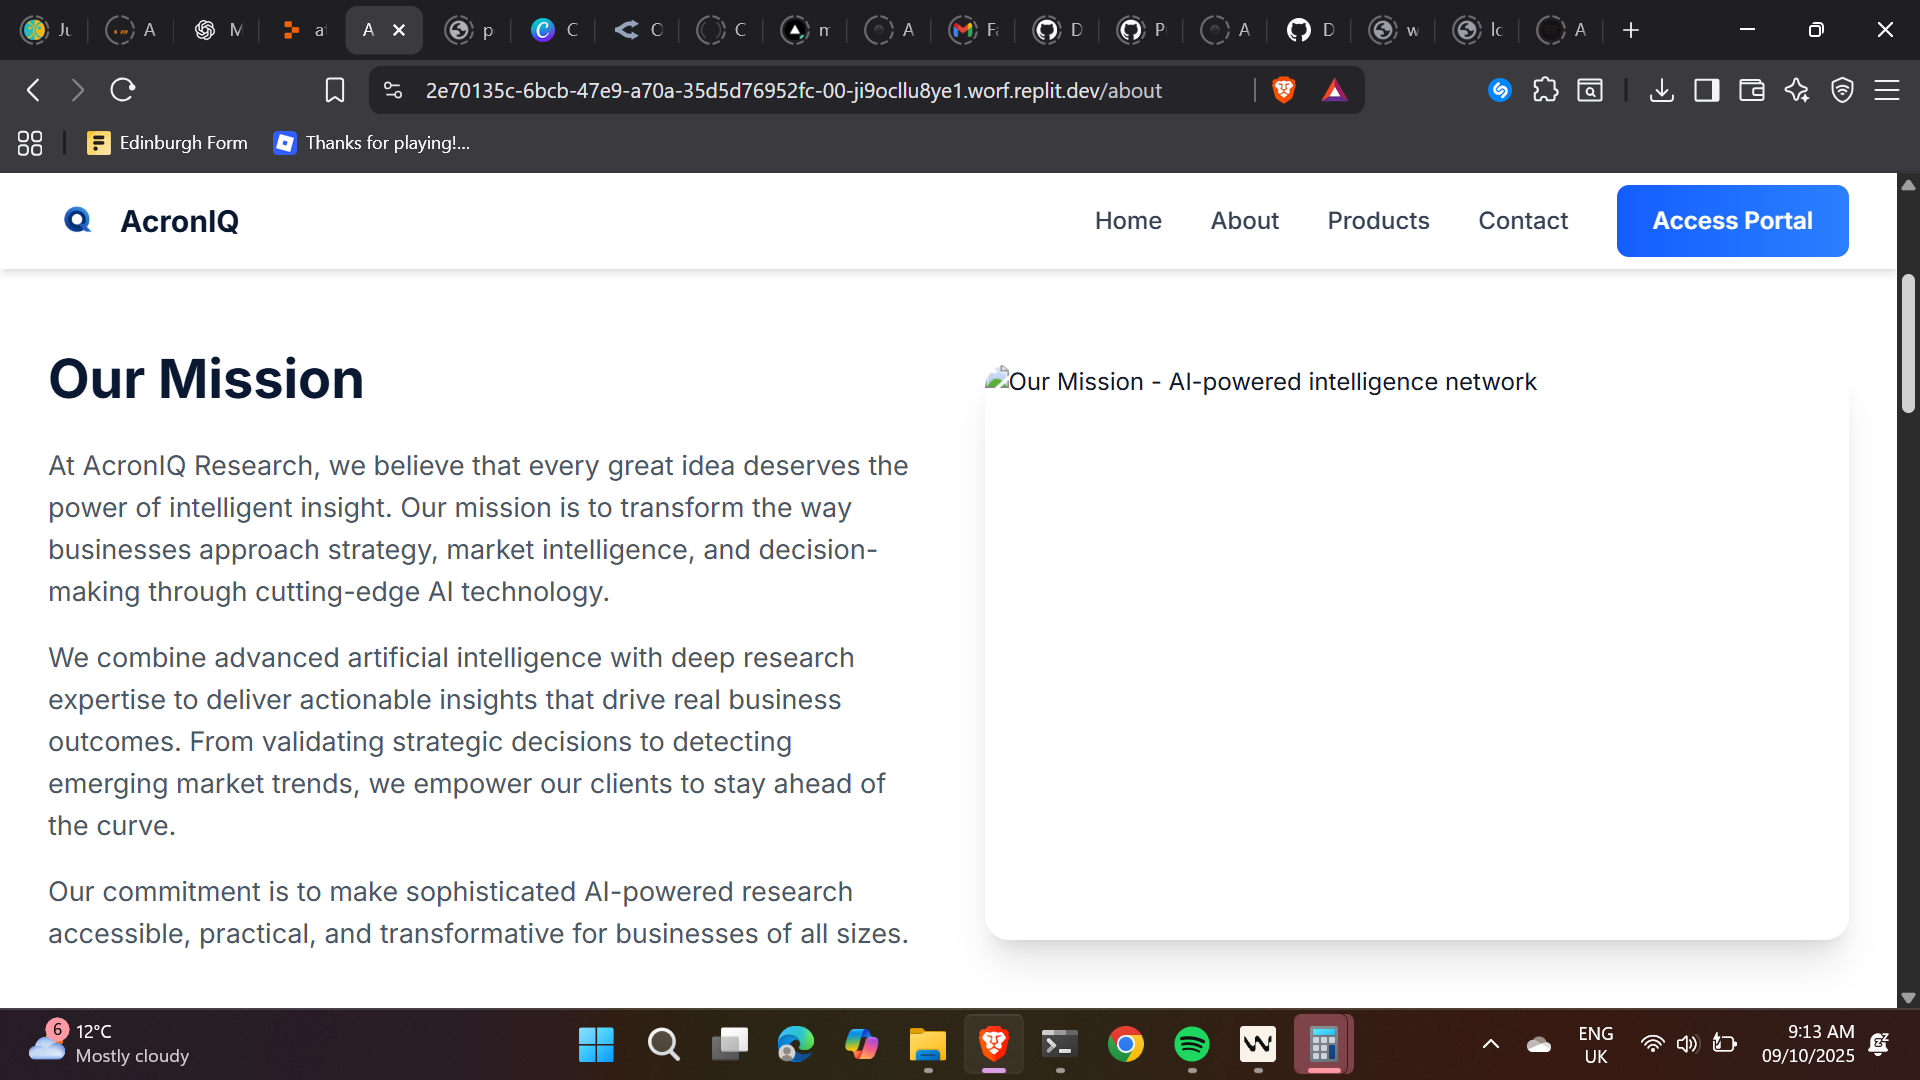 Ju
A
M
at
A
p
C
O
C
m
A
Fa
D
P
A
D
w
lc
A
2e70135c-6bcb-47e9-a70a-35d5d76952fc-00-ji9ocllu8ye1.worf.replit.dev/about
Edinburgh Form
Thanks for playing!...
AcronIQ
Home
About
Products
Contact
Access Portal
Our Mission
At AcronIQ Research, we believe that every great idea deserves the
power of intelligent insight. Our mission is to transform the way
businesses approach strategy, market intelligence, and decision-
making through cutting-edge AI technology.
We combine advanced artificial intelligence with deep research
expertise to deliver actionable insights that drive real business
outcomes. From validating strategic decisions to detecting
emerging market trends, we empower our clients to stay ahead of
the curve.
Our commitment is to make sophisticated AI-powered research
accessible, practical, and transformative for businesses of all sizes.
Our Mission - AI-powered intelligence network
6
12°C
Mostly cloudy
ENG
UK
9:13 AM
09/10/2025